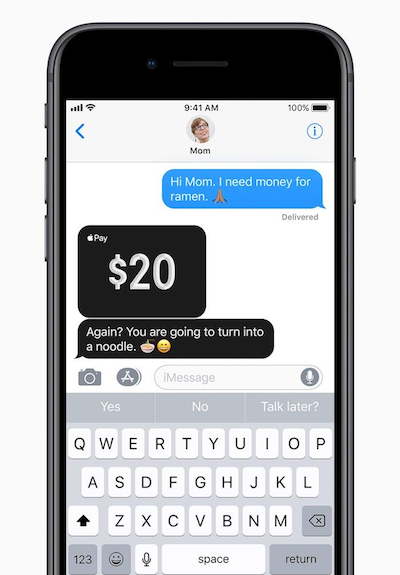 9:41 AM
100%
Mom
Hi Mom. I need money for
ramen. 🙏🏽
Delivered
Pay
$20
Again? You are going to turn into
a noodle. 🍜😄
iMessage
Yes No Talk later?
Q W E R T Y U I O P
A S D F G H J K L
Z X C V B N M
123 space return